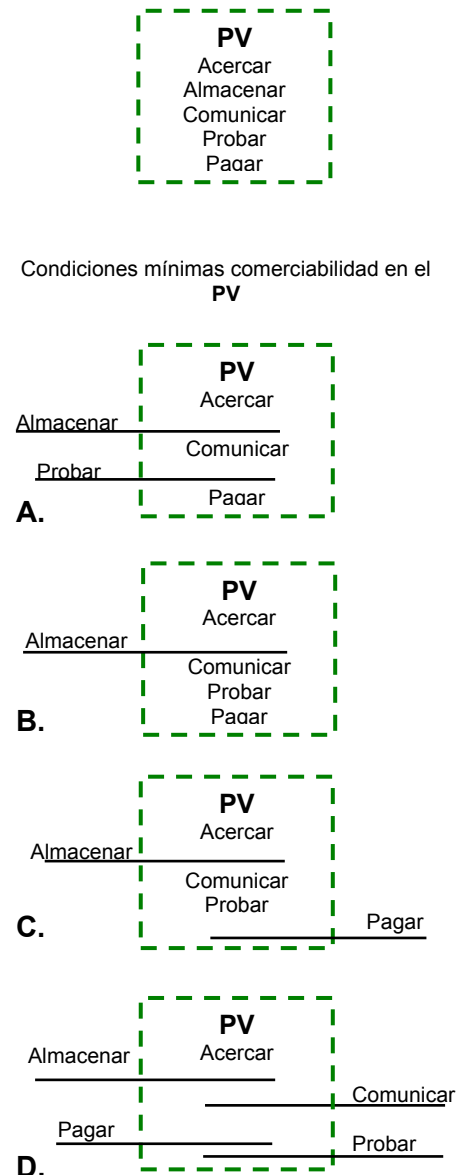 PV
Acercar
Almacenar
Comunicar
Probar
Pagar
Condiciones mínimas comerciabilidad en el
PV
PV
Acercar
Almacenar
Comunicar
Probar
Pagar
A.
PV
Acercar
Almacenar
Comunicar
Probar
Pagar
B.
PV
Acercar
Almacenar
Comunicar
Probar
Pagar
C.
PV
Almacenar Acercar
Comunicar
Pagar
Probar
D.